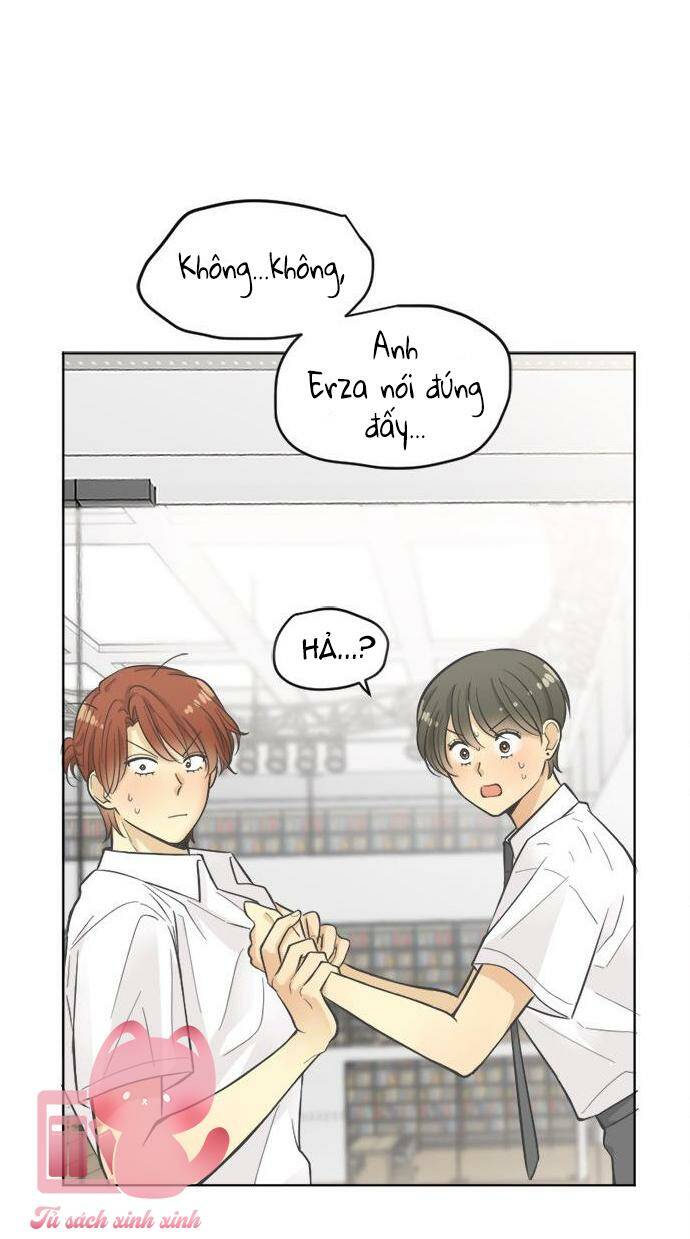 Không...Không,
Anh
Erza nói đúng
đấy...
HẢ...?
Tủ sách xinh xinh